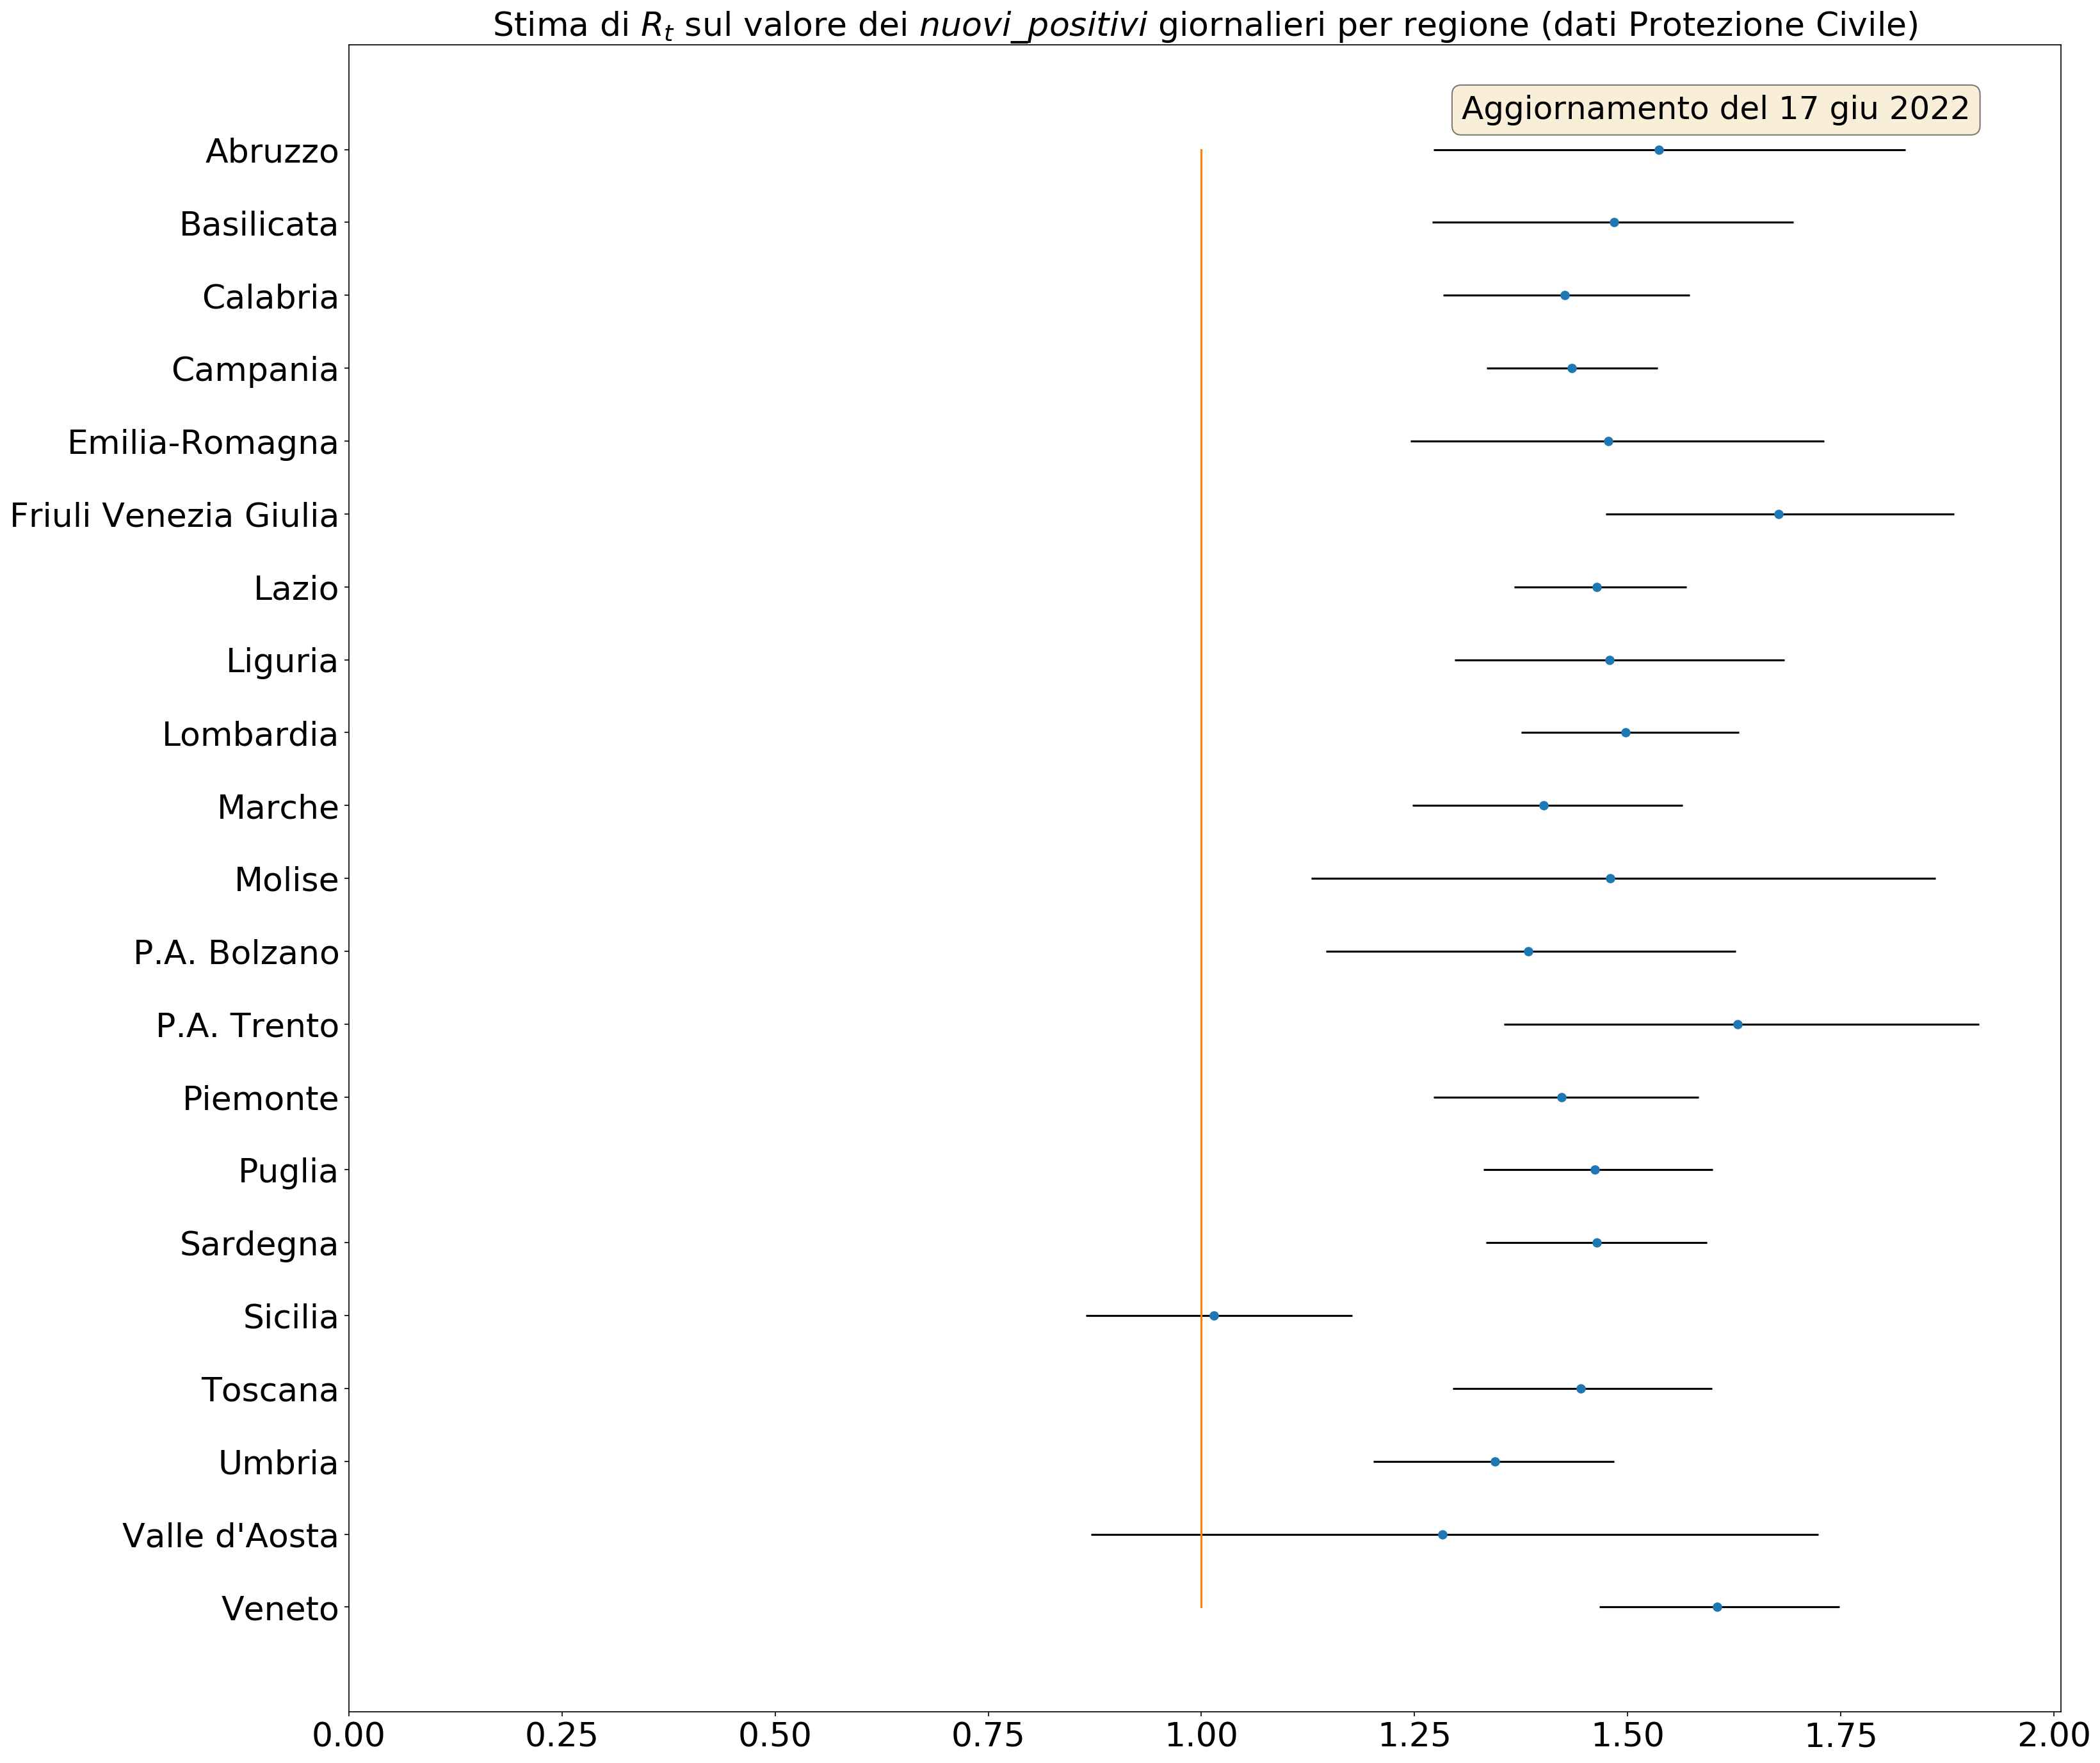 Stima di Rt sul valore dei nuovi_positivi giornalieri per regione (dati Protezione Civile)
Aggiornamento del 17 giu 2022
Abruzzo
Basilicata
Calabria
Campania
Emilia-Romagna
Friuli Venezia Giulia
Lazio
Liguria
Lombardia
Marche
Molise
P.A. Bolzano
P.A. Trento
Piemonte
Puglia
Sardegna
Sicilia
Toscana
Umbria
Valle d'Aosta
Veneto
0.00 0.25 0.50 0.75 1.00 1.25 1.50 1.75 2.00